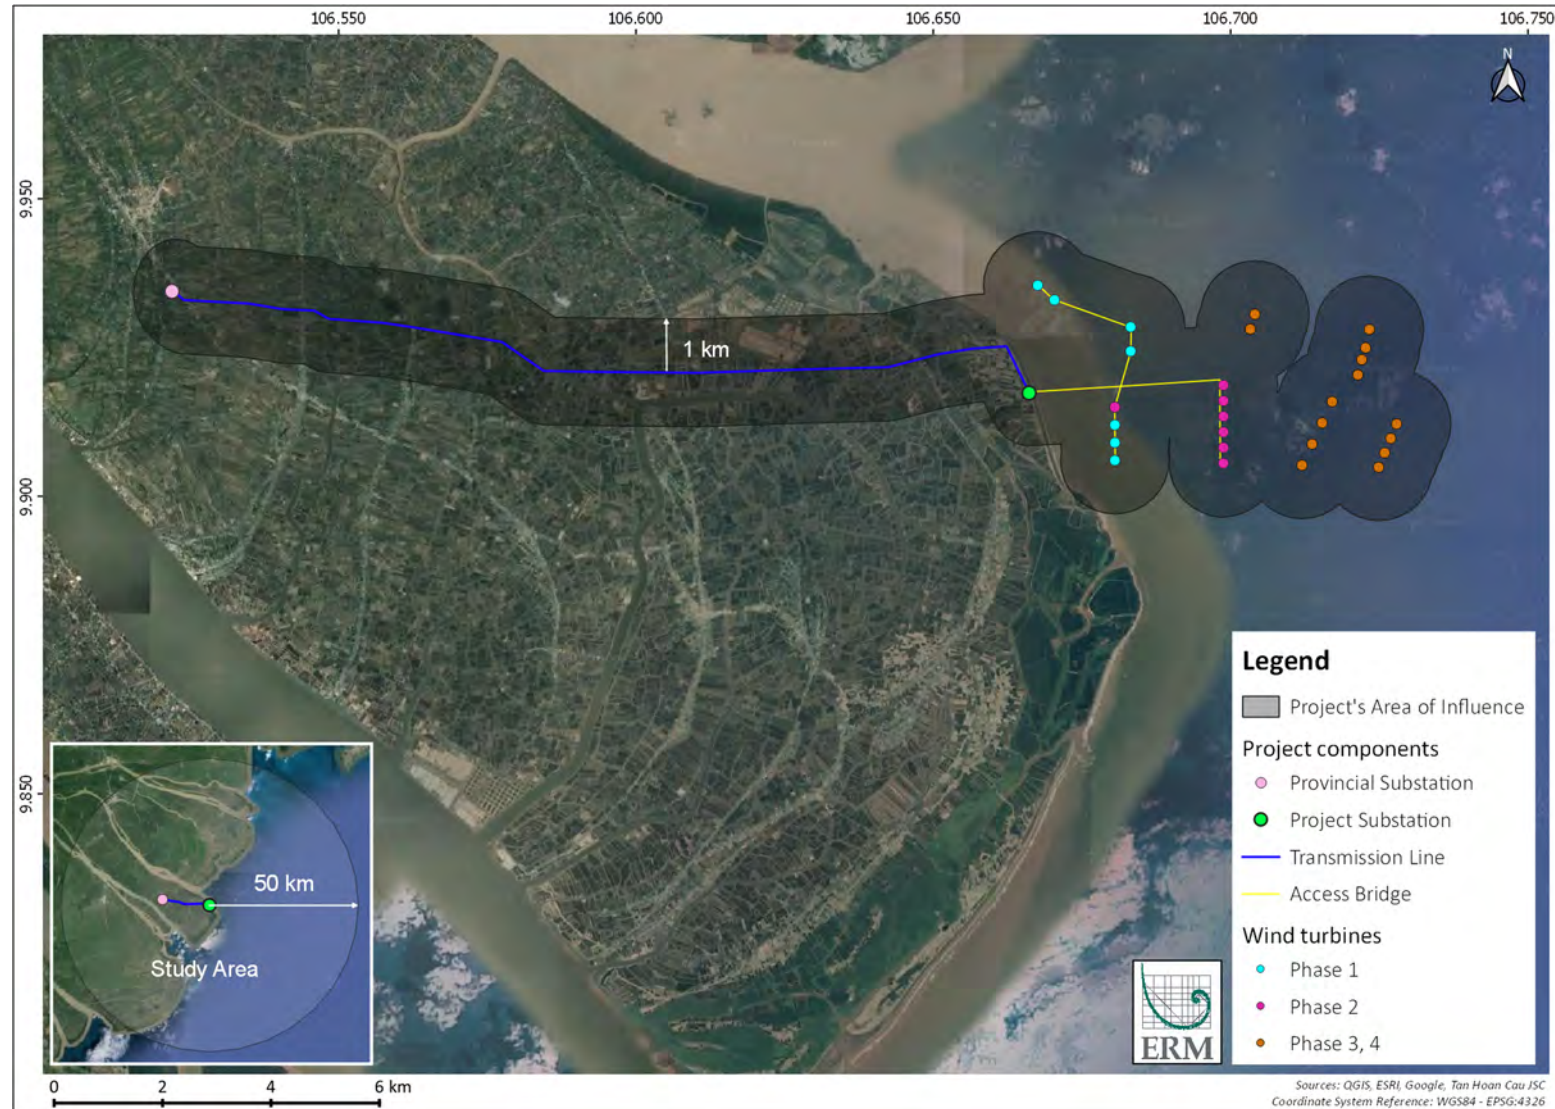 106.550 106.600 106.650 106.700 106.750
N
9.950
1 km
9.900
Legend
Project's Area of Influence
Project components
Provincial Substation
9.850
Project Substation
Transmission Line
50 km
Access Bridge
Wind turbines
Study Area
Phase 1
Phase 2
ERM
Phase 3, 4
0 2 4 6 km
Sources: QGIS, ESRI, Google, Tan Hoan Cau JSC
Coordinate System Reference: WGS84 - EPSG:4326